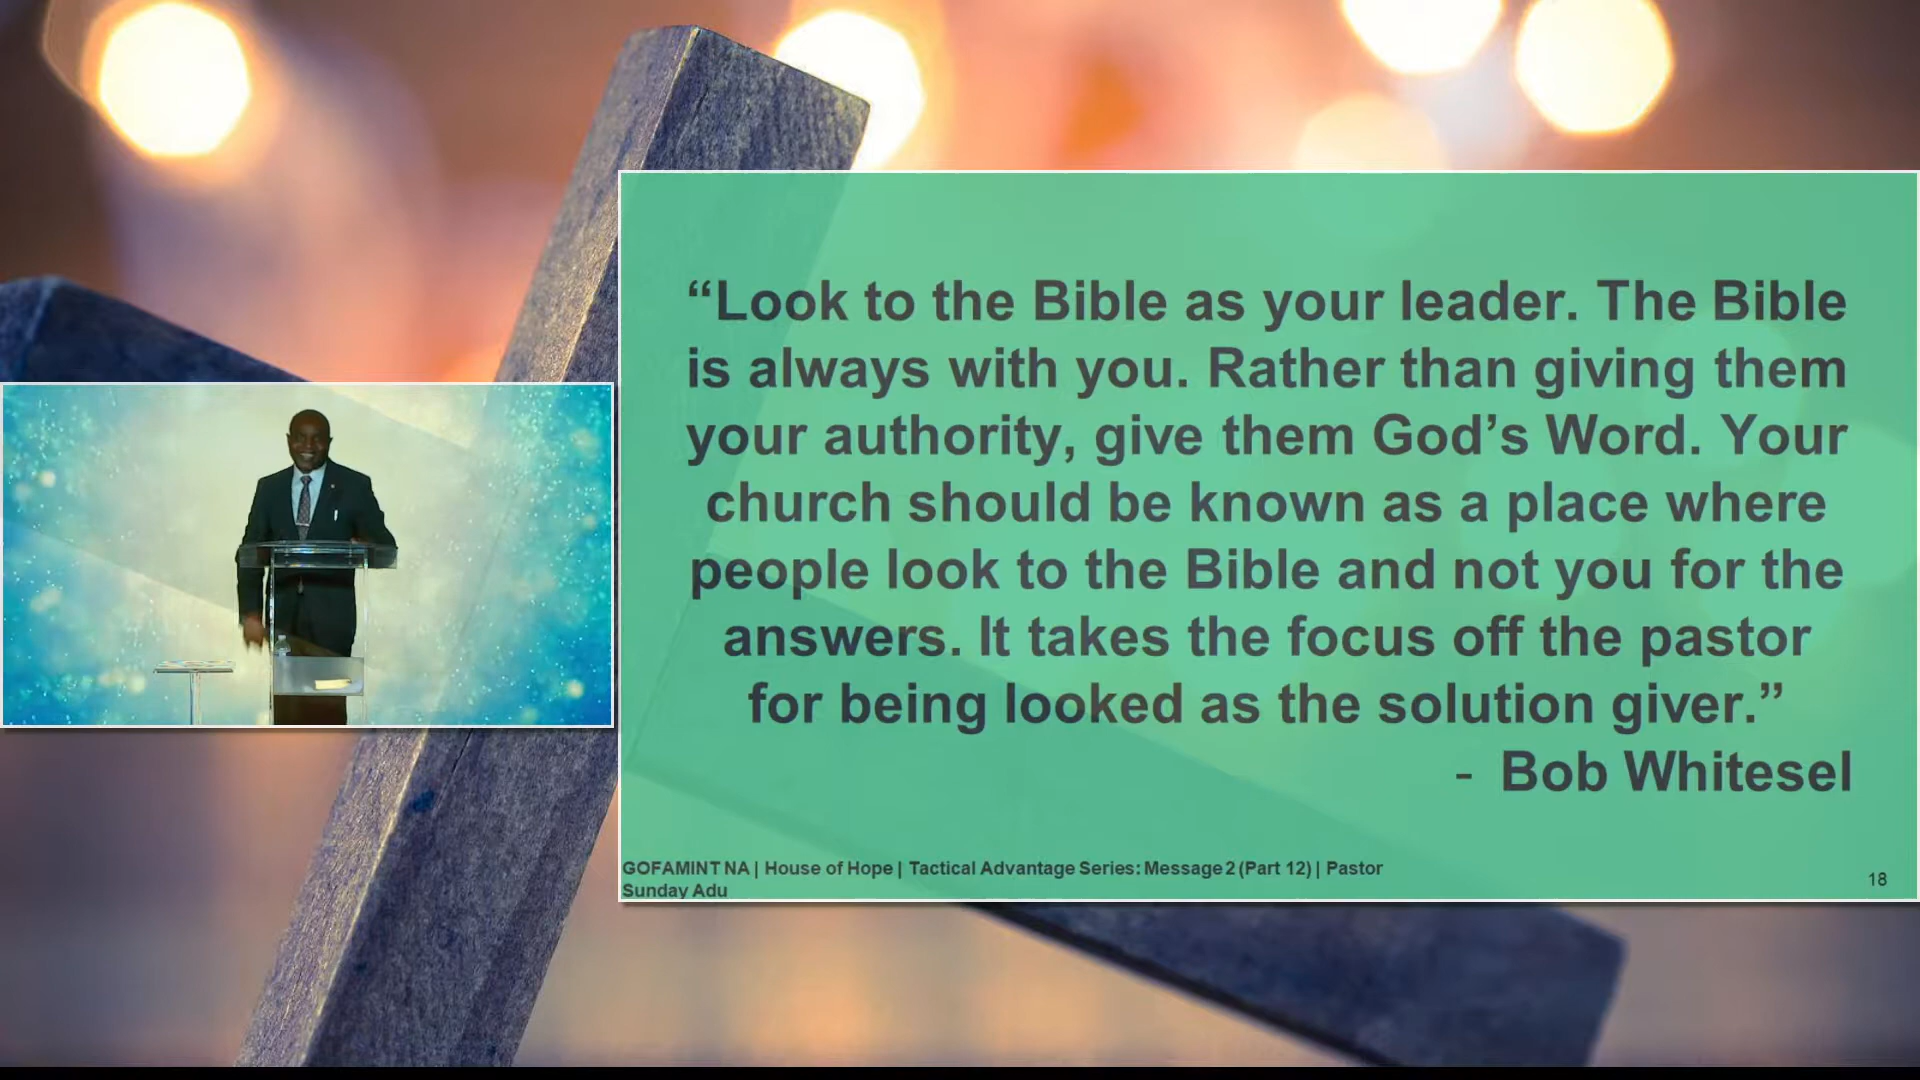 “Look to the Bible as your leader. The Bible
is always with you. Rather than giving them
your authority, give them God’s Word. Your
church should be known as a place where
people look to the Bible and not you for the
answers. It takes the focus off the pastor
for being looked as the solution giver.”
- Bob Whitesel
GOFAMINT NA | House of Hope | Tactical Advantage Series: Message 2 (Part 12) | Pastor
Sunday Adu
18